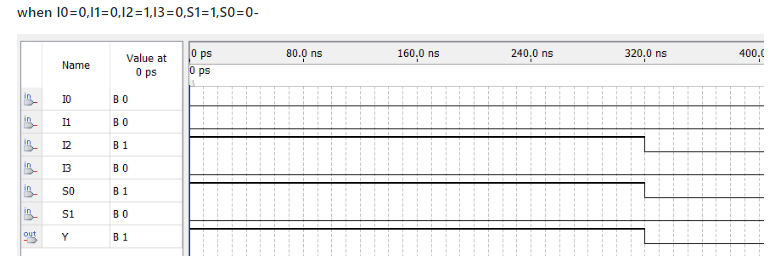 when I0=0,I1=0,I2=1,I3=0,S1=1,S0=0-
Name
Value at
0 ps
0 ps 80.0 ns 160.0 ns 240.0 ns 320.0 ns 400.
0 ps
in I0 B 0
in I1 B 0
in I2 B 1
in I3 B 0
in S0 B 1
in S1 B 0
out Y B 1